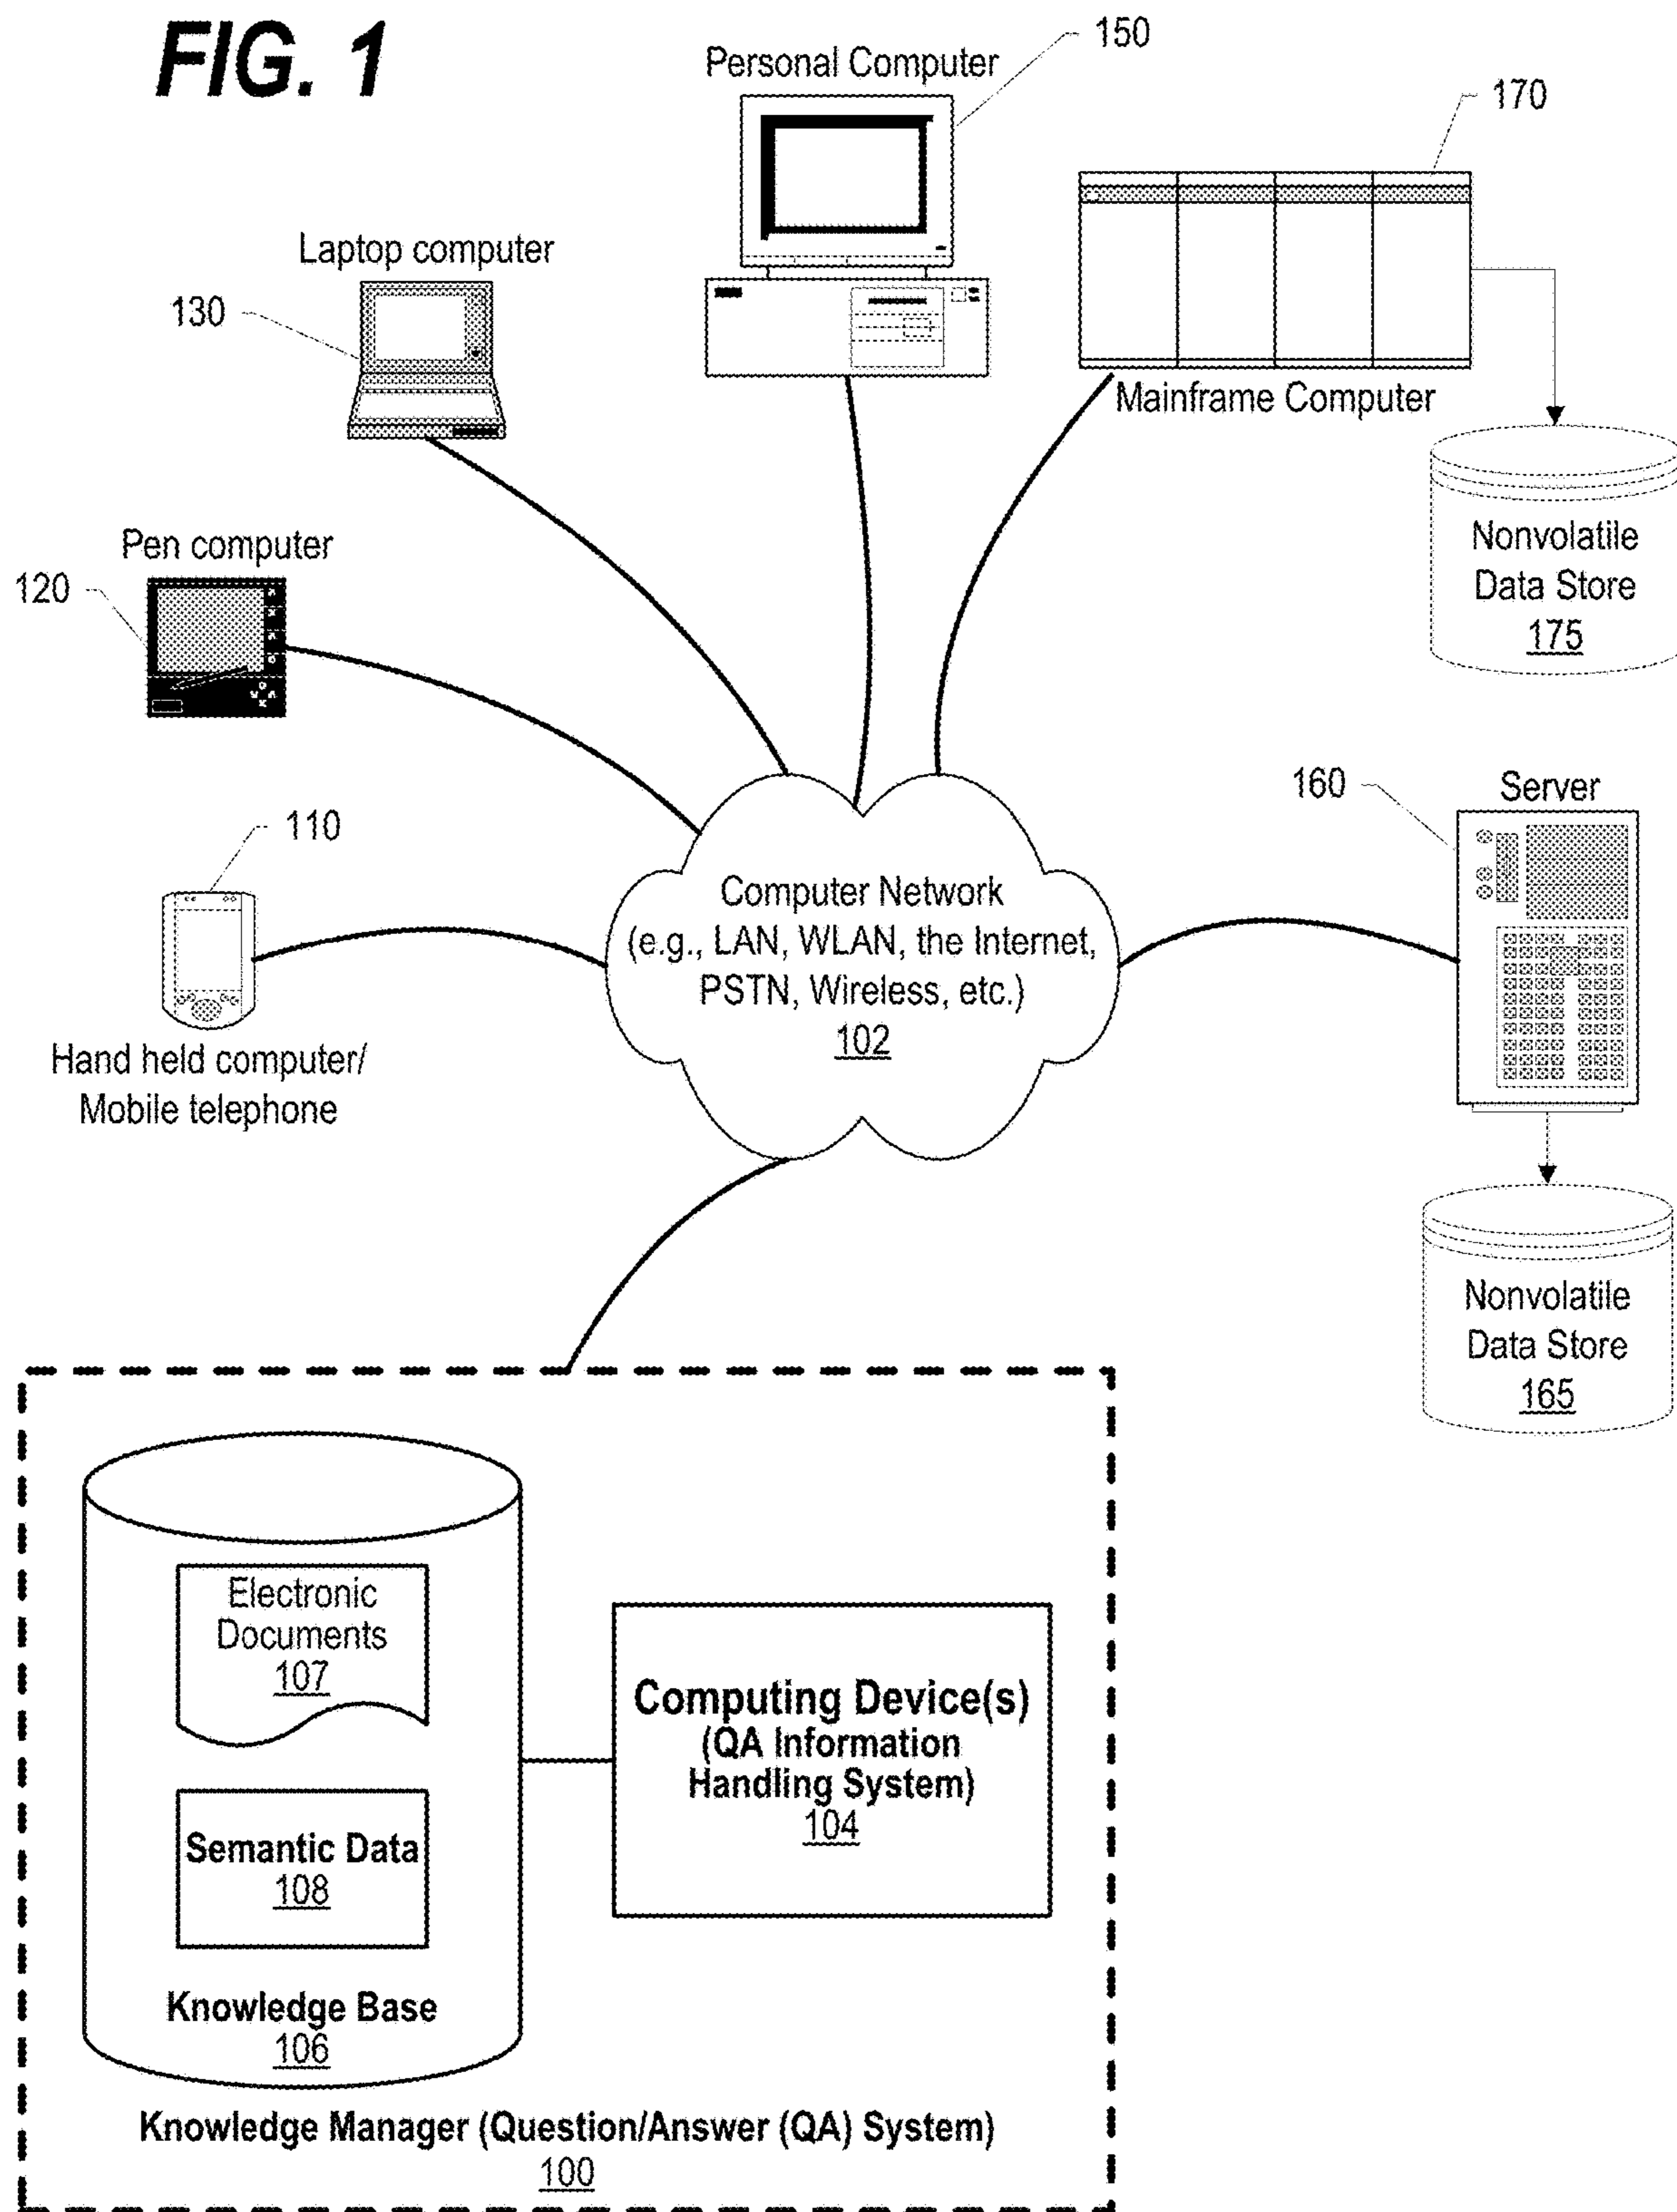 FIG. 1
Personal Computer
150
170
Laptop computer
130
Mainframe Computer
Nonvolatile
Data Store
175
Pen computer
120
160
Server
110
Computer Network
(e.g., LAN, WLAN, the Internet,
PSTN, Wireless, etc.)
102
Hand held computer/
Mobile telephone
Nonvolatile
Data Store
165
Electronic
Documents
107
Computing Device(s)
(QA Information
Handling System)
104
Semantic Data
108
Knowledge Base
106
Knowledge Manager (Question/Answer (QA) System)
100